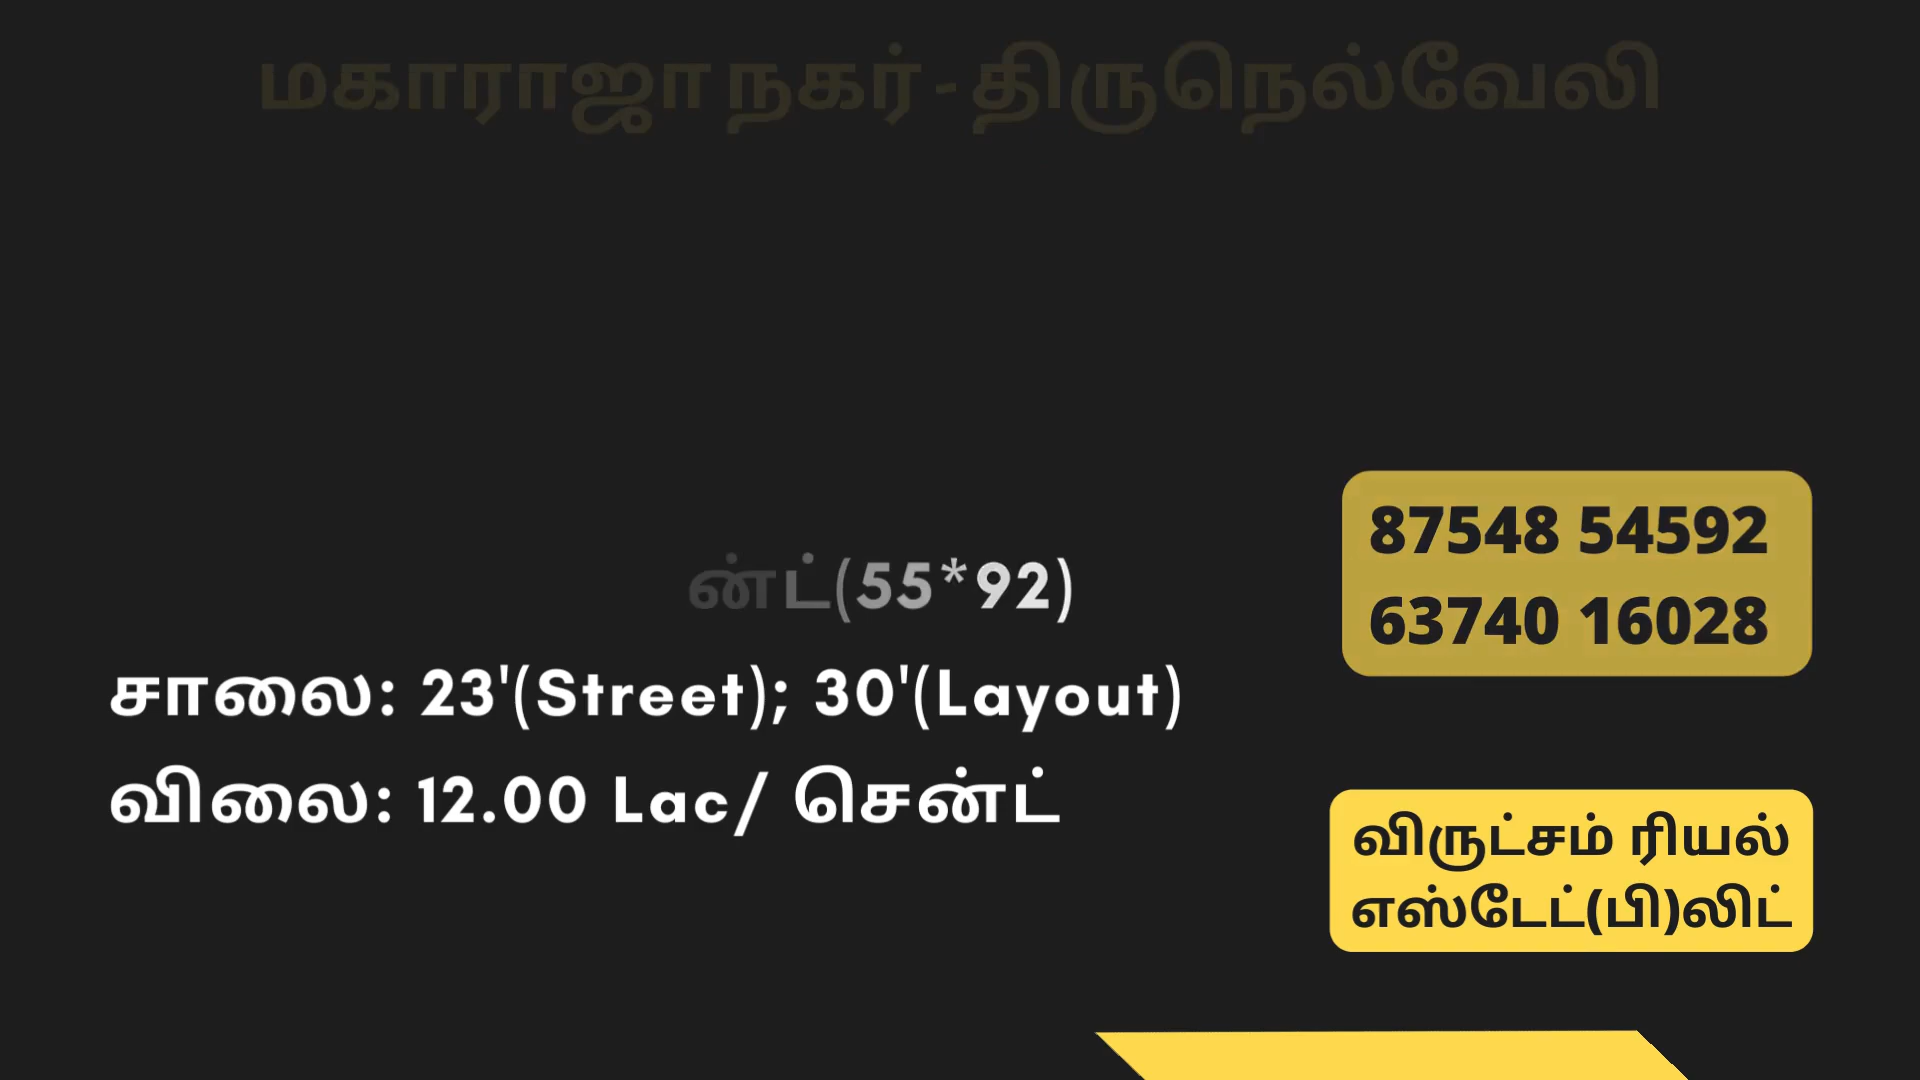 மகாராஜா நகர் - திருநெல்வேலி
ன்ட்(55*92)
சாலை: 23'(Street); 30'(Layout)
விலை: 12.00 Lac/ சென்ட்
87548 54592
63740 16028
விருட்சம் ரியல்
எஸ்டேட்(பி)லிட்